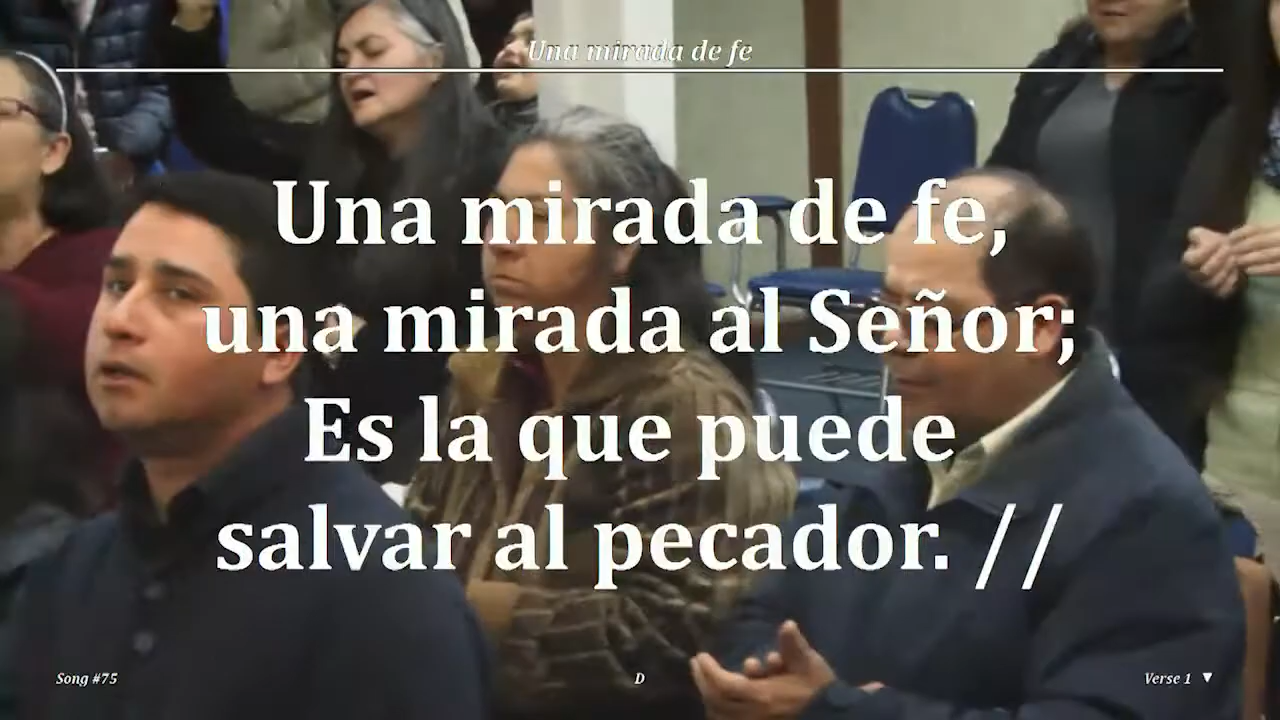 Una mirada de fe
Una mirada de fe,
una mirada al Señor;
Es la que puede
salvar al pecador. //
Song #75
D
Verse 1 ▼